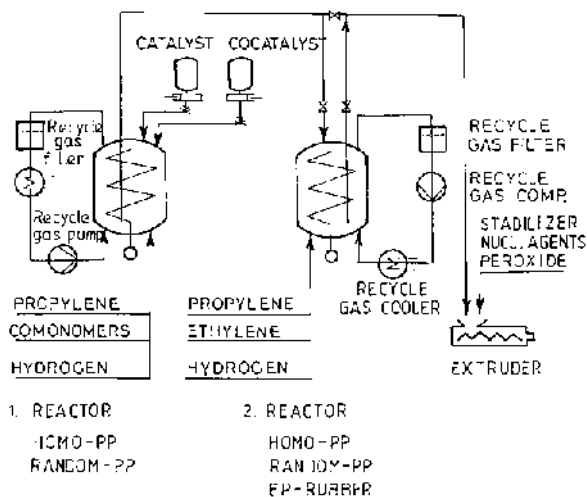 CATALYST COCATALYST
Recycle
gas
filter
Recycle
gas pump
RECYCLE
GAS FILTER
RECYCLE
GAS COMP.
STABILIZER
NUCL.AGENTS
PEROXIDE
RECYCLE
GAS COOLER
EXTRUDER
PROPYLENE
COMONOMERS
HYDROGEN
PROPYLENE
ETHYLENE
HYDROGEN
1. REACTOR
HOMO-PP
RANDOM-PP
2. REACTOR
HOMO-PP
RANDOM-PP
EP-RUBBER